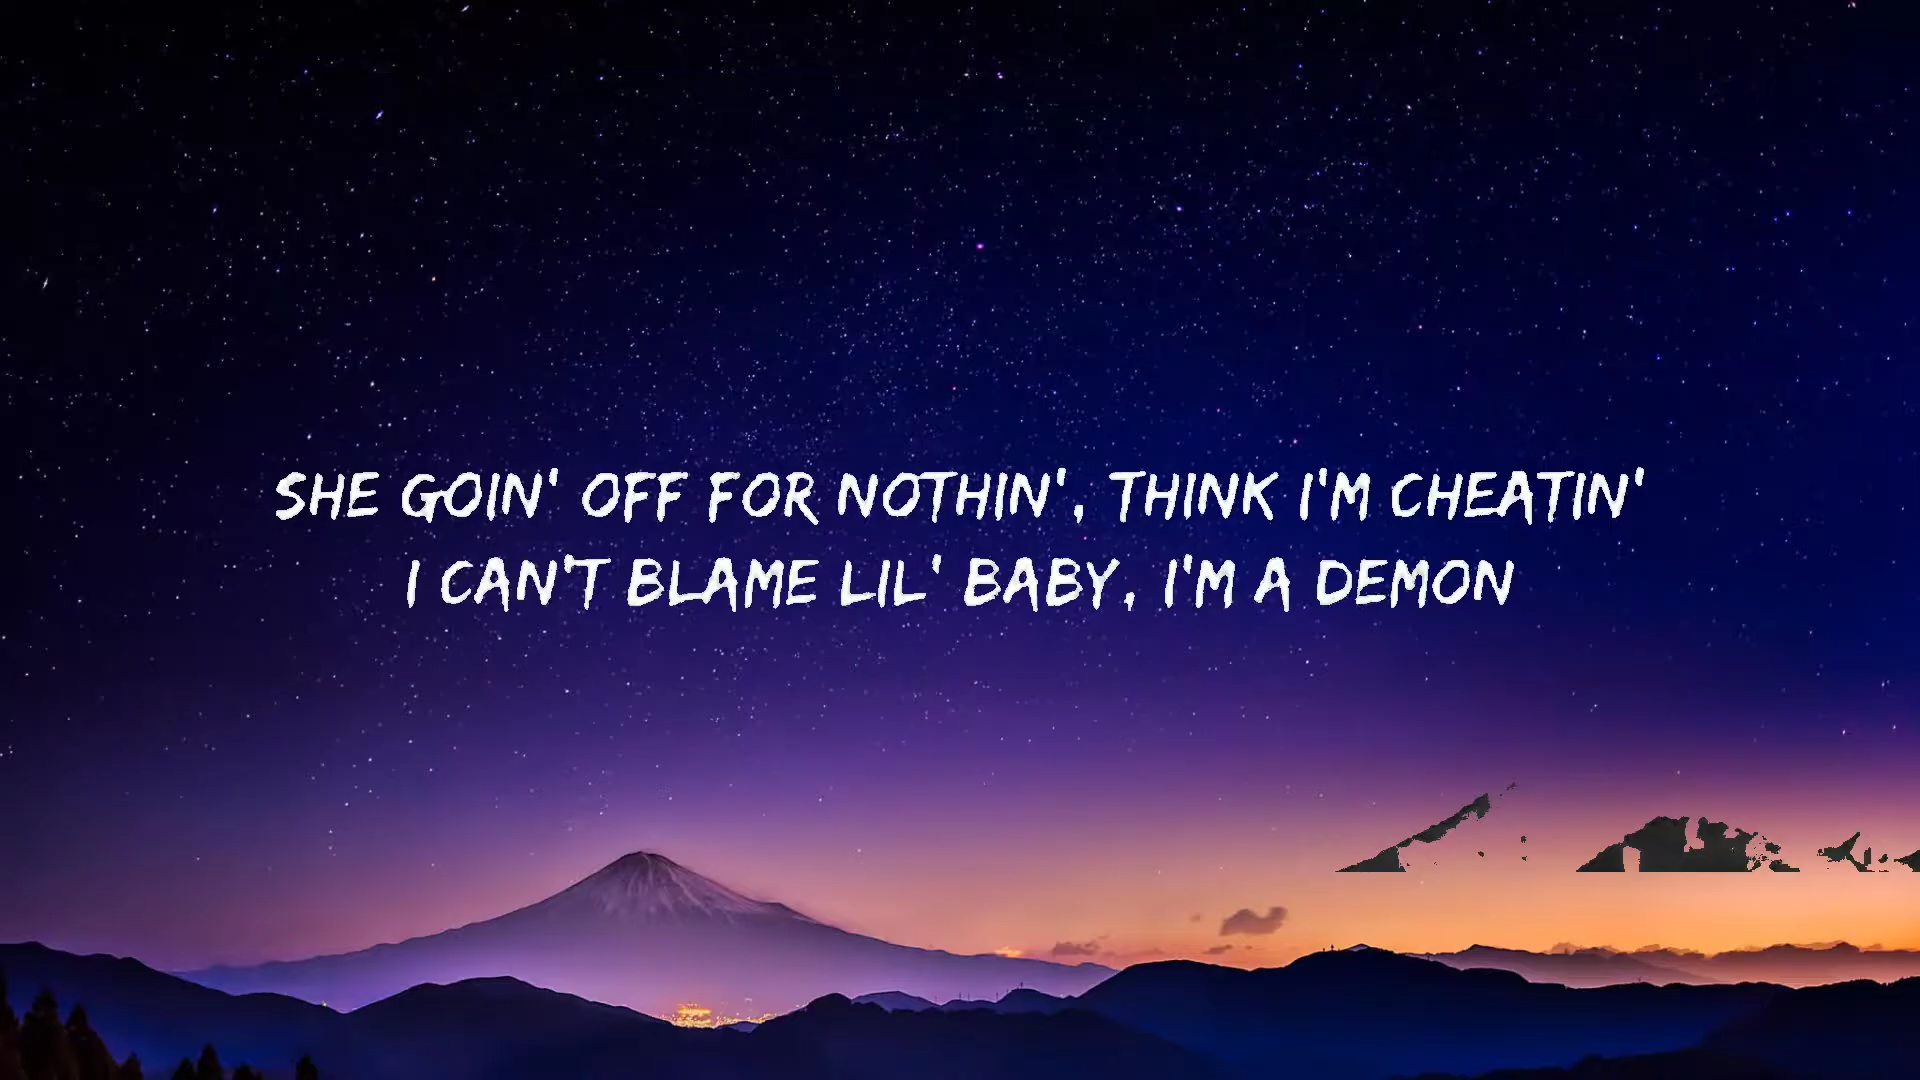 SHE GOIN' OFF FOR NOTHIN', THINK I'M CHEATIN'
I CAN'T BLAME LIL' BABY, I'M A DEMON